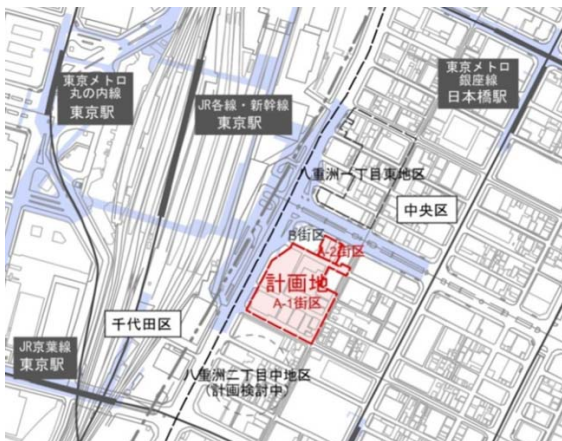 東京メトロ
丸の内線
東京駅
JR各線・新幹線
東京駅
東京メトロ
銀座線
日本橋駅
八重洲一丁目東地区
中央区
B街区
A-2街区
計画地
A-1街区
千代田区
JR京葉線
東京駅
八重洲二丁目中地区
(計画検討中)